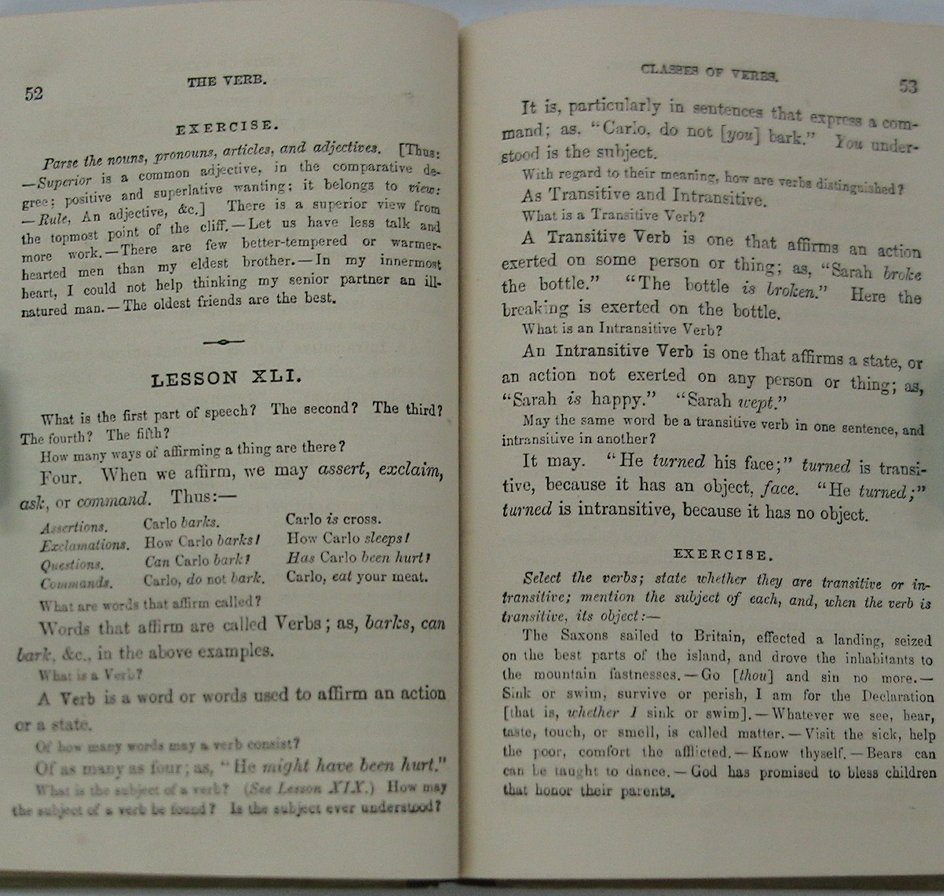 52
THE VERB.
EXERCISE.
Parse the nouns, pronouns, articles, and adjectives. [Thus:
—Superior is a common adjective, in the comparative de-
gree; positive and superlative wanting; it belongs to view:
—Rule, An adjective, &c.] There is a superior view from
the topmost point of the cliff.—Let us have less talk and
more work.—There are few better-tempered or warmer-
hearted men than my eldest brother.—In my innermost
heart, I could not help thinking my senior partner an ill-
natured man.—The oldest friends are the best.
LESSON XLI.
What is the first part of speech? The second? The third?
The fourth? The fifth?
How many ways of affirming a thing are there?
Four. When we affirm, we may assert, exclaim,
ask, or command. Thus:—
Assertions. Carlo barks. Carlo is cross.
Exclamations. How Carlo barks! How Carlo sleeps!
Questions. Can Carlo bark? Has Carlo been hurt?
Commands. Carlo, do not bark. Carlo, eat your meat.
What are words that affirm called?
Words that affirm are called Verbs; as, barks, can
bark, &c., in the above examples.
What is a Verb?
A Verb is a word or words used to affirm an action
or a state.
Of how many words may a verb consist?
Of as many as four; as, "He might have been hurt."
What is the subject of a verb? (See Lesson XIX.) How may
the subject of a verb be found? Is the subject ever understood?
CLASSES OF VERBS.
53
It is, particularly in sentences that express a com-
mand; as, "Carlo, do not [you] bark." You under-
stood is the subject.
With regard to their meaning, how are verbs distinguished?
As Transitive and Intransitive.
What is a Transitive Verb?
A Transitive Verb is one that affirms an action
exerted on some person or thing; as, "Sarah broke
the bottle." "The bottle is broken." Here the
breaking is exerted on the bottle.
What is an Intransitive Verb?
An Intransitive Verb is one that affirms a state, or
an action not exerted on any person or thing; as,
"Sarah is happy." "Sarah wept."
May the same word be a transitive verb in one sentence, and
intransitive in another?
It may. "He turned his face;" turned is transi-
tive, because it has an object, face. "He turned;"
turned is intransitive, because it has no object.
EXERCISE.
Select the verbs; state whether they are transitive or in-
transitive; mention the subject of each, and, when the verb is
transitive, its object:—
The Saxons sailed to Britain, effected a landing, seized
on the best parts of the island, and drove the inhabitants to
the mountain fastnesses.—Go [thou] and sin no more.—
Sink or swim, survive or perish, I am for the Declaration
[that is, whether I sink or swim].—Whatever we see, hear,
taste, touch, or smell, is called matter.—Visit the sick, help
the poor, comfort the afflicted.—Know thyself.—Bears can
can be taught to dance.—God has promised to bless children
that honor their parents.